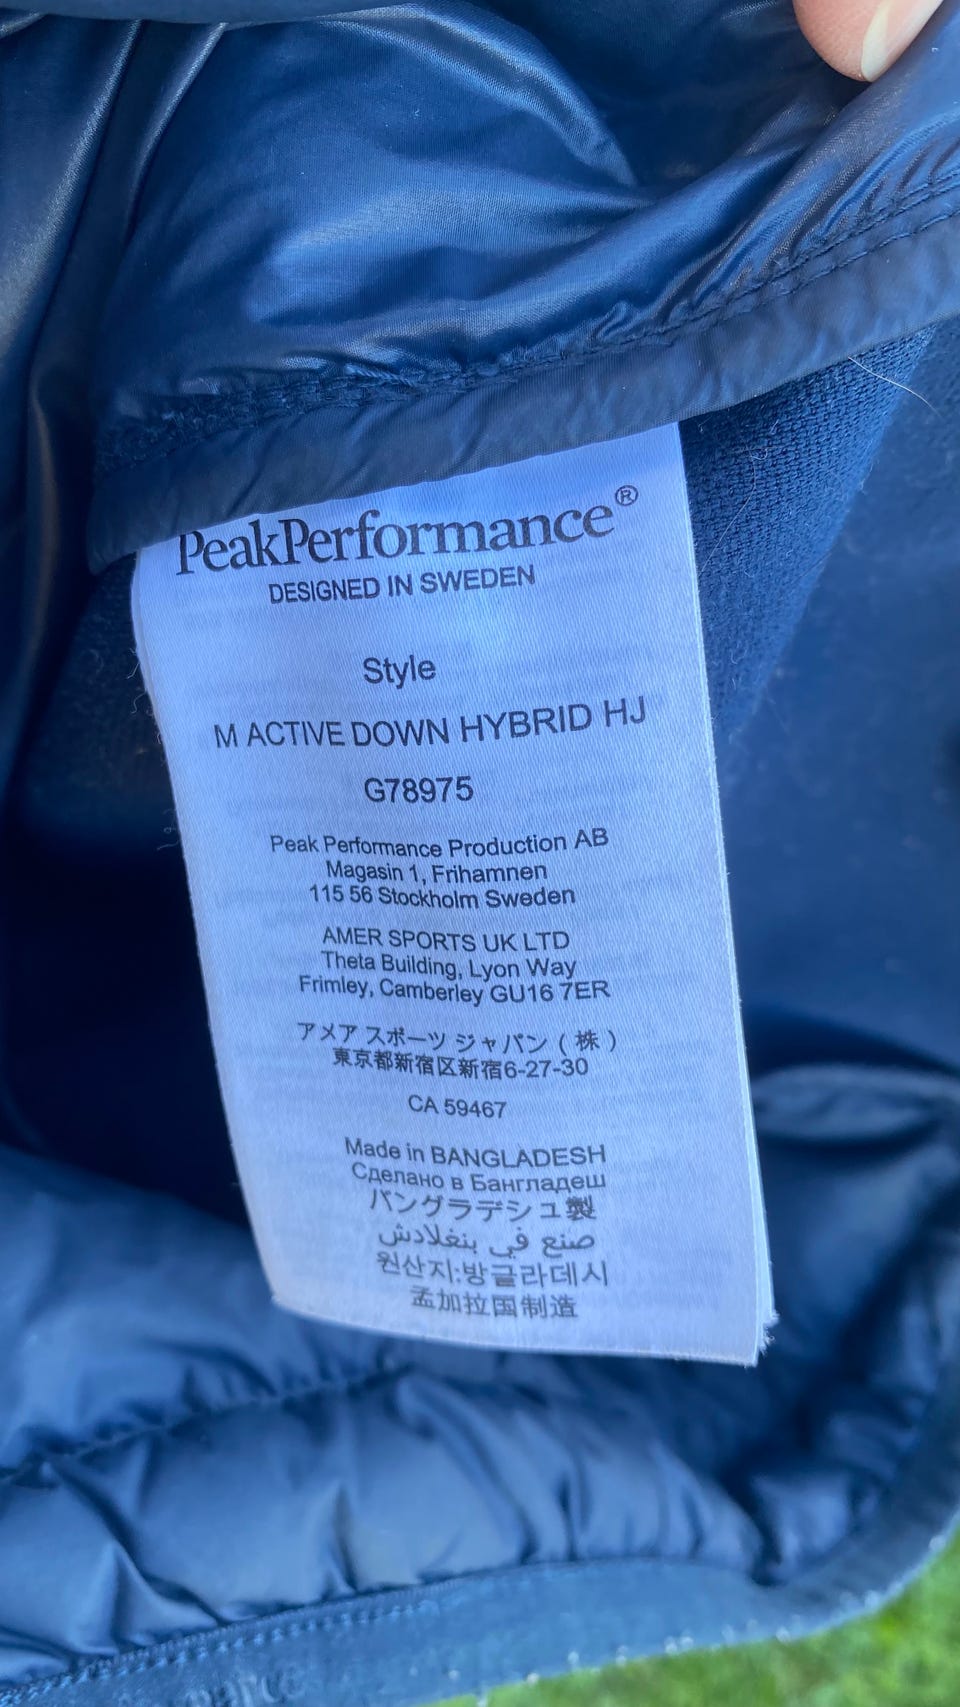 PeakPerformance®
DESIGNED IN SWEDEN
Style
M ACTIVE DOWN HYBRID HJ
G78975
Peak Performance Production AB
Magasin 1, Frihamnen
115 56 Stockholm Sweden
AMER SPORTS UK LTD
Theta Building, Lyon Way
Frimley, Camberley GU16 7ER
アメア スポーツ ジャパン ( 株 )
東京都新宿区新宿6-27-30
CA 59467
Made in BANGLADESH
Сделано в Бангладеш
バングラデシュ製
صنع في بنغلادش
원산지:방글라데시
孟加拉国制造